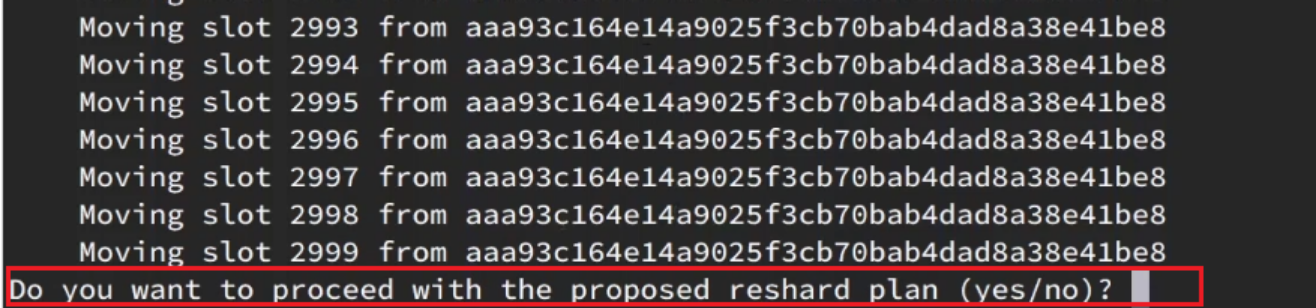 Moving slot 2993 from aaa93c164e14a9025f3cb70bab4dad8a38e41be8
Moving slot 2994 from aaa93c164e14a9025f3cb70bab4dad8a38e41be8
Moving slot 2995 from aaa93c164e14a9025f3cb70bab4dad8a38e41be8
Moving slot 2996 from aaa93c164e14a9025f3cb70bab4dad8a38e41be8
Moving slot 2997 from aaa93c164e14a9025f3cb70bab4dad8a38e41be8
Moving slot 2998 from aaa93c164e14a9025f3cb70bab4dad8a38e41be8
Moving slot 2999 from aaa93c164e14a9025f3cb70bab4dad8a38e41be8
Do you want to proceed with the proposed reshard plan (yes/no)?